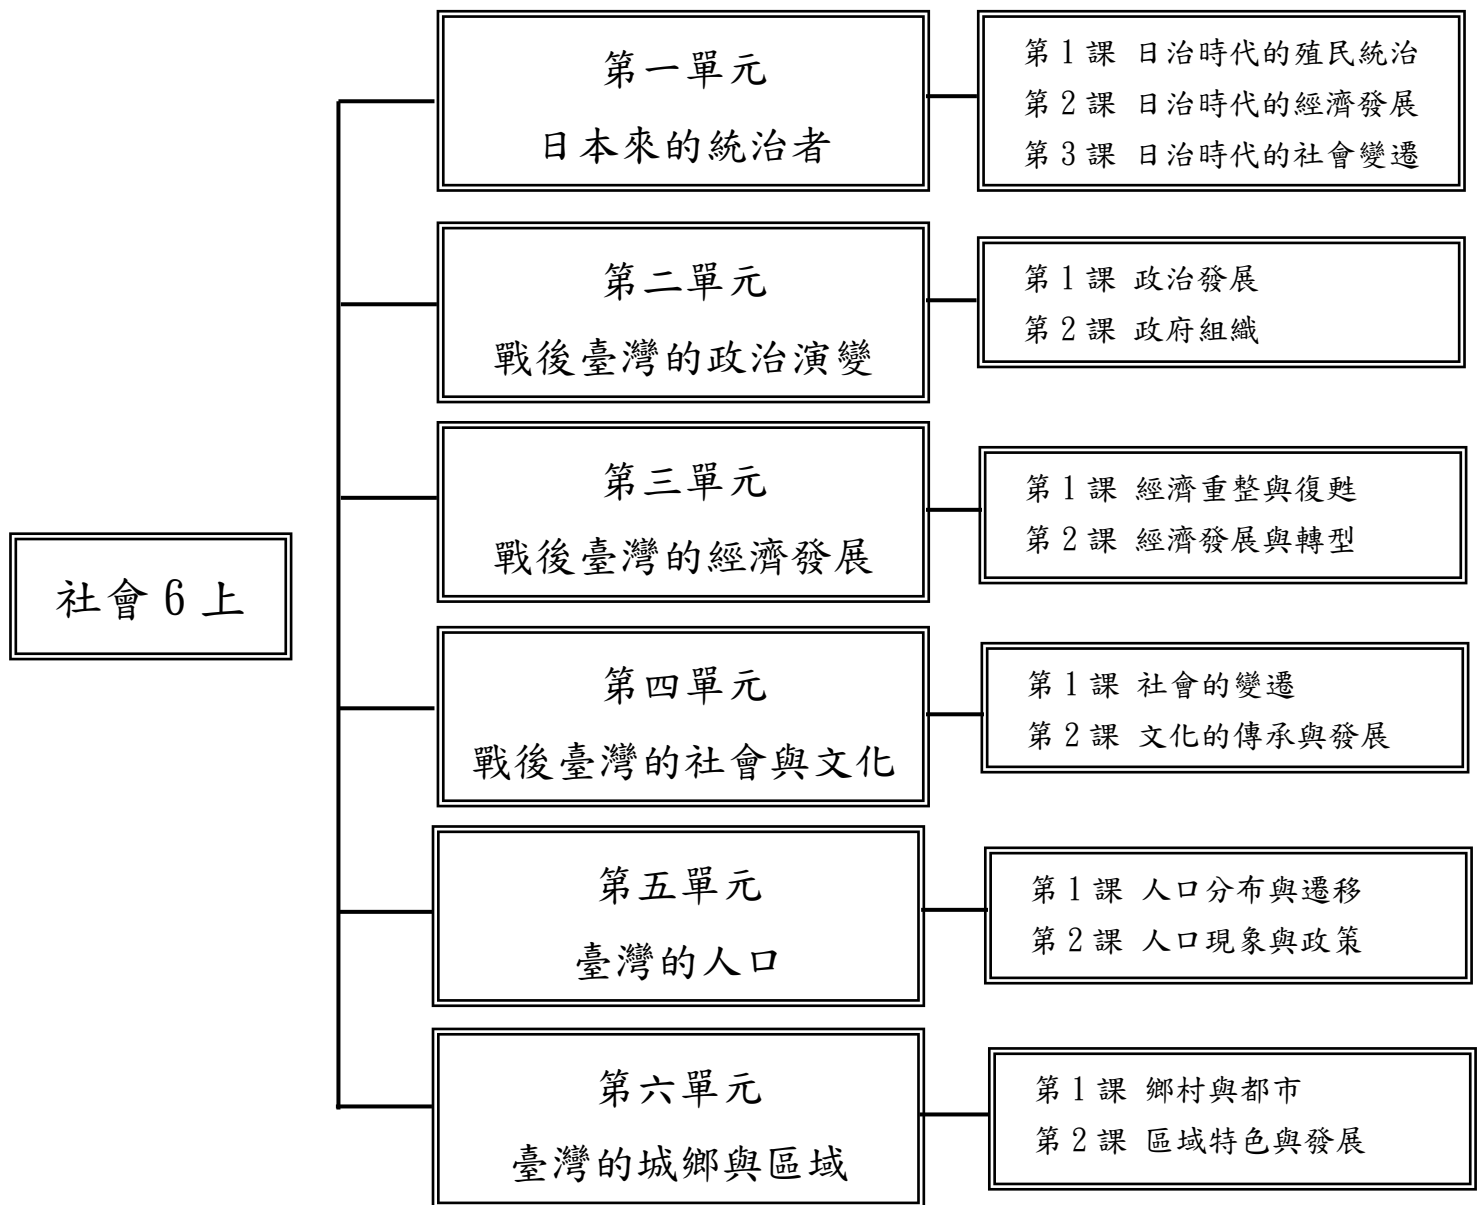 社會6上
第一單元
日本來的統治者
第1課 日治時代的殖民統治
第2課 日治時代的經濟發展
第3課 日治時代的社會變遷
第二單元
戰後臺灣的政治演變
第1課 政治發展
第2課 政府組織
第三單元
戰後臺灣的經濟發展
第1課 經濟重整與復甦
第2課 經濟發展與轉型
第四單元
戰後臺灣的社會與文化
第1課 社會的變遷
第2課 文化的傳承與發展
第五單元
臺灣的人口
第1課 人口分布與遷移
第2課 人口現象與政策
第六單元
臺灣的城鄉與區域
第1課 鄉村與都市
第2課 區域特色與發展